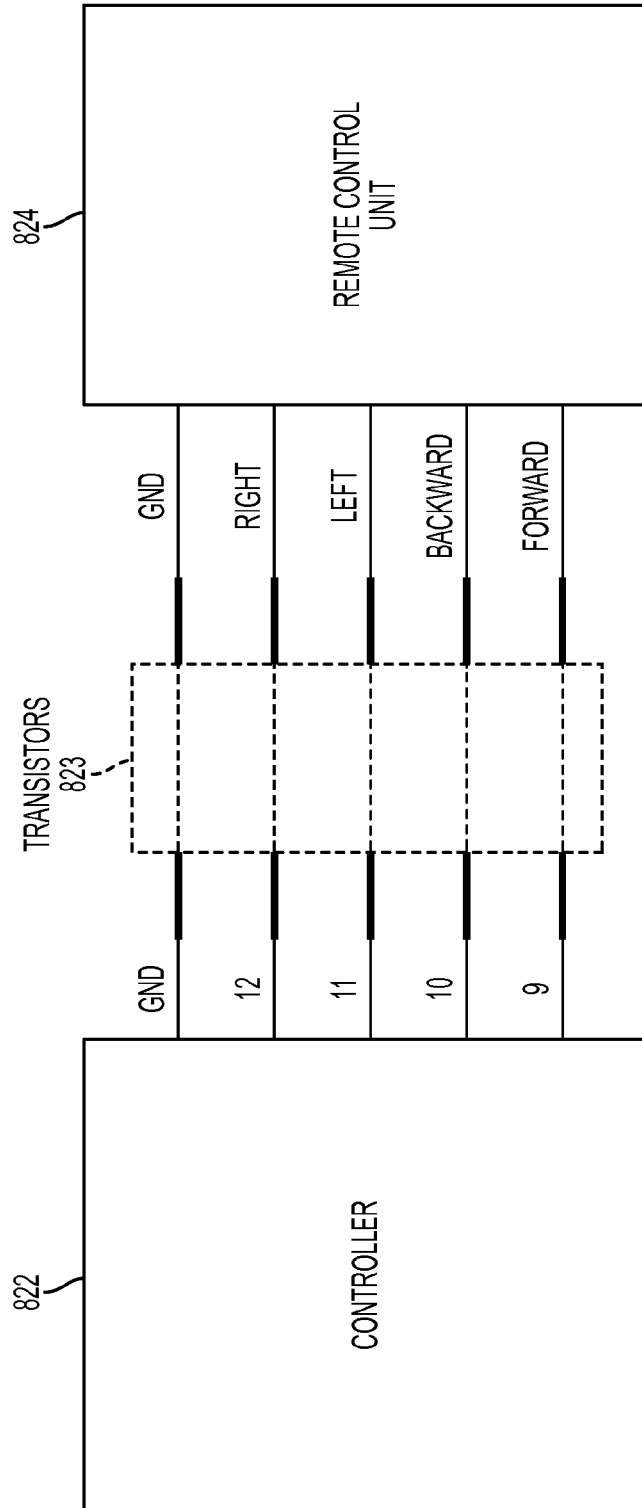 822
CONTROLLER
GND
12
11
10
9
TRANSISTORS
823
GND
RIGHT
LEFT
BACKWARD
FORWARD
824
REMOTE CONTROL
UNIT